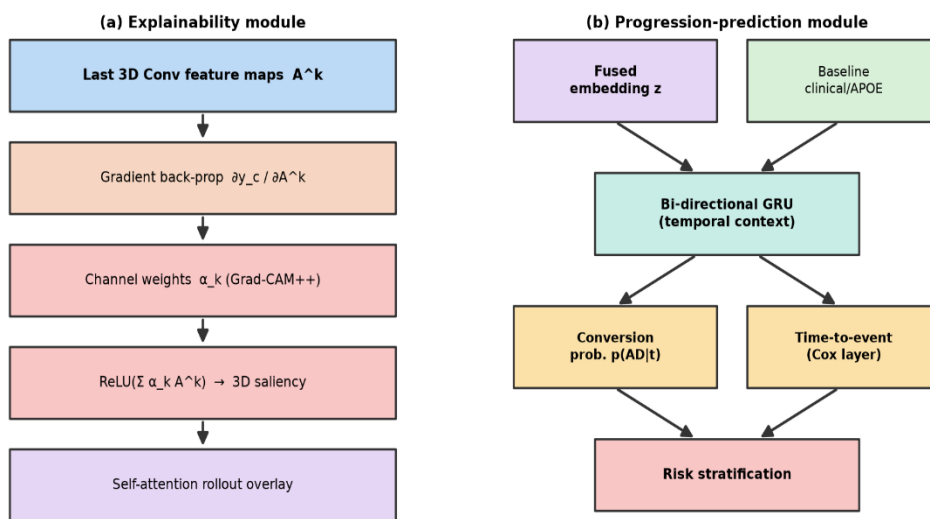 (a) Explainability module
Last 3D Conv feature maps  A^k
Gradient back-prop  ∂y_c / ∂A^k
Channel weights  α_k (Grad-CAM++)
ReLU(Σ α_k A^k)  →  3D saliency
Self-attention rollout overlay
(b) Progression-prediction module
Fused
embedding z
Baseline
clinical/APOE
Bi-directional GRU
(temporal context)
Conversion
prob. p(AD|t)
Time-to-event
(Cox layer)
Risk stratification